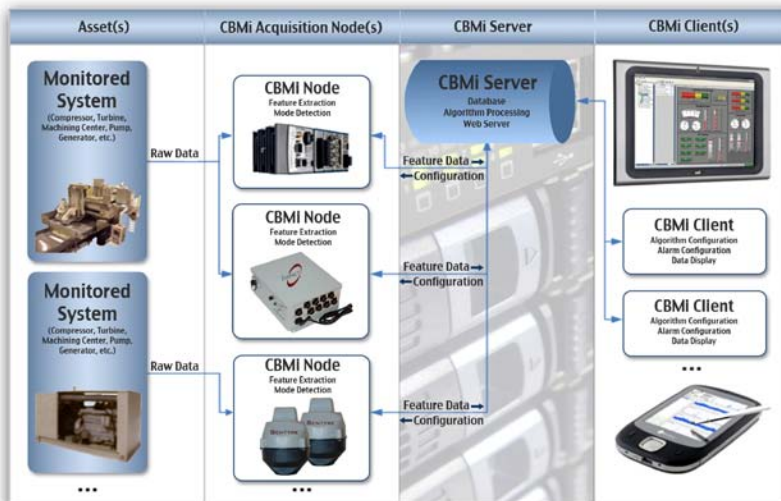 Asset(s)
CBMi Acquisition Node(s)
CBMi Server
CBMi Client(s)
Monitored
System
(Compressor, Turbine,
Machining Center, Pump,
Generator, etc.)
Raw Data
Monitored
System
(Compressor, Turbine,
Machining Center, Pump,
Generator, etc.)
Raw Data
...
CBMi Node
Feature Extraction
Mode Detection
CBMi Node
Feature Extraction
Mode Detection
CBMi Node
Feature Extraction
Mode Detection
...
CBMi Server
Database
Algorithm Processing
Web Server
Feature Data
Configuration
Feature Data
Configuration
Feature Data
Configuration
CBMi Client
Algorithm Configuration
Alarm Configuration
Data Display
CBMi Client
Algorithm Configuration
Alarm Configuration
Data Display
...